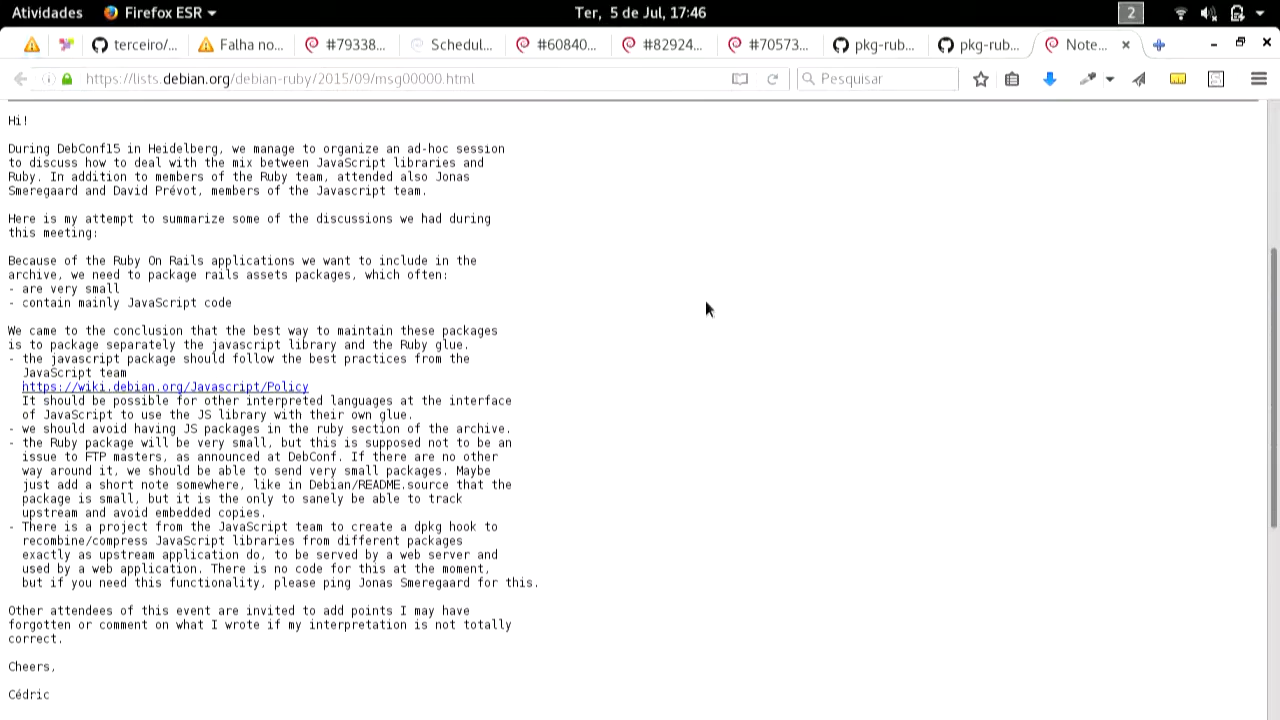 Atividades Firefox ESR Ter, 5 de Jul, 17:46 2
terceiro/... Falha no... #79338... Schedul... #60840... #82924... #70573... pkg-rub... pkg-rub... Note...
https://lists.debian.org/debian-ruby/2015/09/msg00000.html Pesquisar
Hi!
During DebConf15 in Heidelberg, we manage to organize an ad-hoc session
to discuss how to deal with the mix between JavaScript libraries and
Ruby. In addition to members of the Ruby team, attended also Jonas
Smeregaard and David Prévot, members of the Javascript team.
Here is my attempt to summarize some of the discussions we had during
this meeting:
Because of the Ruby On Rails applications we want to include in the
archive, we need to package rails assets packages, which often:
- are very small
- contain mainly JavaScript code
We came to the conclusion that the best way to maintain these packages
is to package separately the javascript library and the Ruby glue.
- the javascript package should follow the best practices from the
JavaScript team
https://wiki.debian.org/Javascript/Policy
It should be possible for other interpreted languages at the interface
of JavaScript to use the JS library with their own glue.
- we should avoid having JS packages in the ruby section of the archive.
- the Ruby package will be very small, but this is supposed not to be an
issue to FTP masters, as announced at DebConf. If there are no other
way around it, we should be able to send very small packages. Maybe
just add a short note somewhere, like in Debian/README.source that the
package is small, but it is the only to sanely be able to track
upstream and avoid embedded copies.
- There is a project from the JavaScript team to create a dpkg hook to
recombine/compress JavaScript libraries from different packages
exactly as upstream application do, to be served by a web server and
used by a web application. There is no code for this at the moment,
but if you need this functionality, please ping Jonas Smeregaard for this.
Other attendees of this event are invited to add points I may have
forgotten or comment on what I wrote if my interpretation is not totally
correct.
Cheers,
Cédric